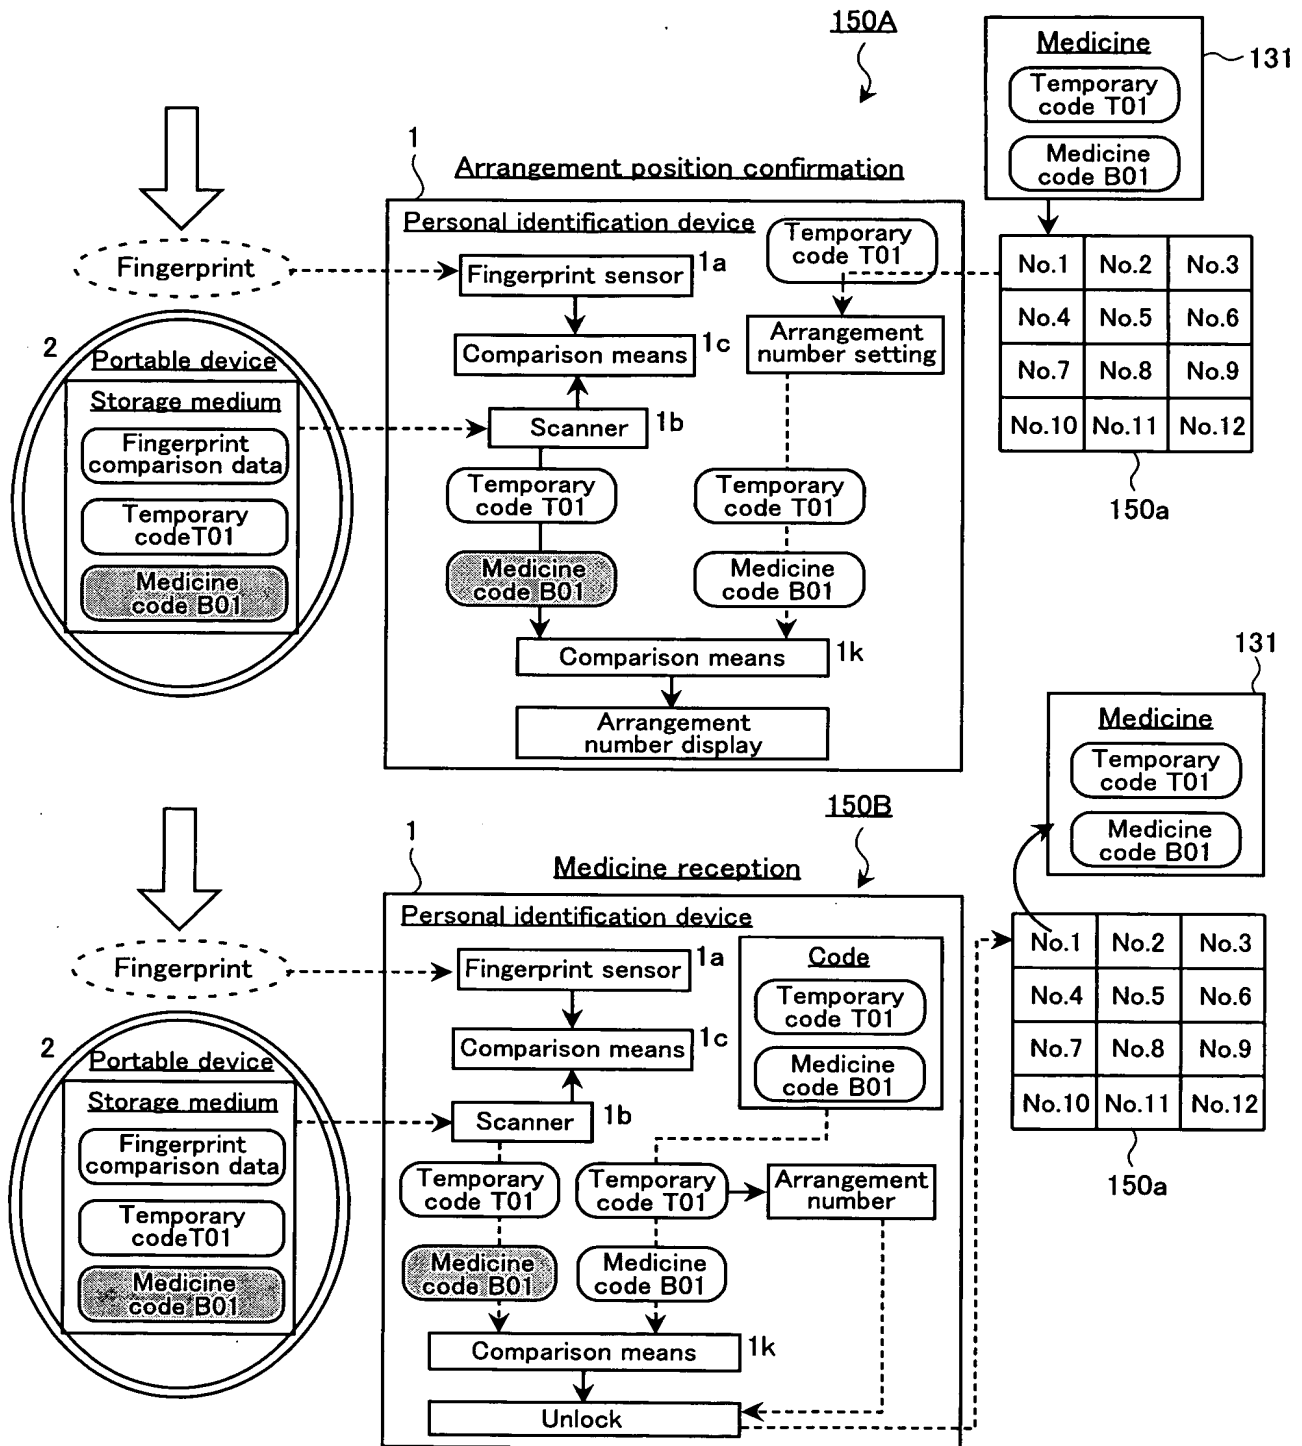 150A
Medicine
131
Temporary
code T01
Medicine
code B01
1
Arrangement position confirmation
Personal identification device
Temporary
code T01
Fingerprint
Fingerprint sensor
1a
No.1
No.2
No.3
2
Comparison means
1c
Arrangement
number setting
No.4
No.5
No.6
Portable device
No.7
No.8
No.9
Storage medium
Scanner
1b
No.10
No.11
No.12
Fingerprint
comparison data
Temporary
code T01
Temporary
code T01
150a
Temporary
codeT01
Medicine
code B01
Medicine
code B01
Medicine
code B01
Comparison means
1k
131
Arrangement
number display
Medicine
Temporary
code T01
150B
1
Medicine
code B01
Medicine reception
Personal identification device
No.1
No.2
No.3
Fingerprint
Fingerprint sensor
1a
Code
Temporary
code T01
No.4
No.5
No.6
2
Comparison means
1c
Medicine
code B01
No.7
No.8
No.9
Portable device
Storage medium
Scanner
1b
No.10
No.11
No.12
Fingerprint
comparison data
Temporary
code T01
Temporary
code T01
Arrangement
number
150a
Temporary
codeT01
Medicine
code B01
Medicine
code B01
Medicine
code B01
Comparison means
1k
Unlock